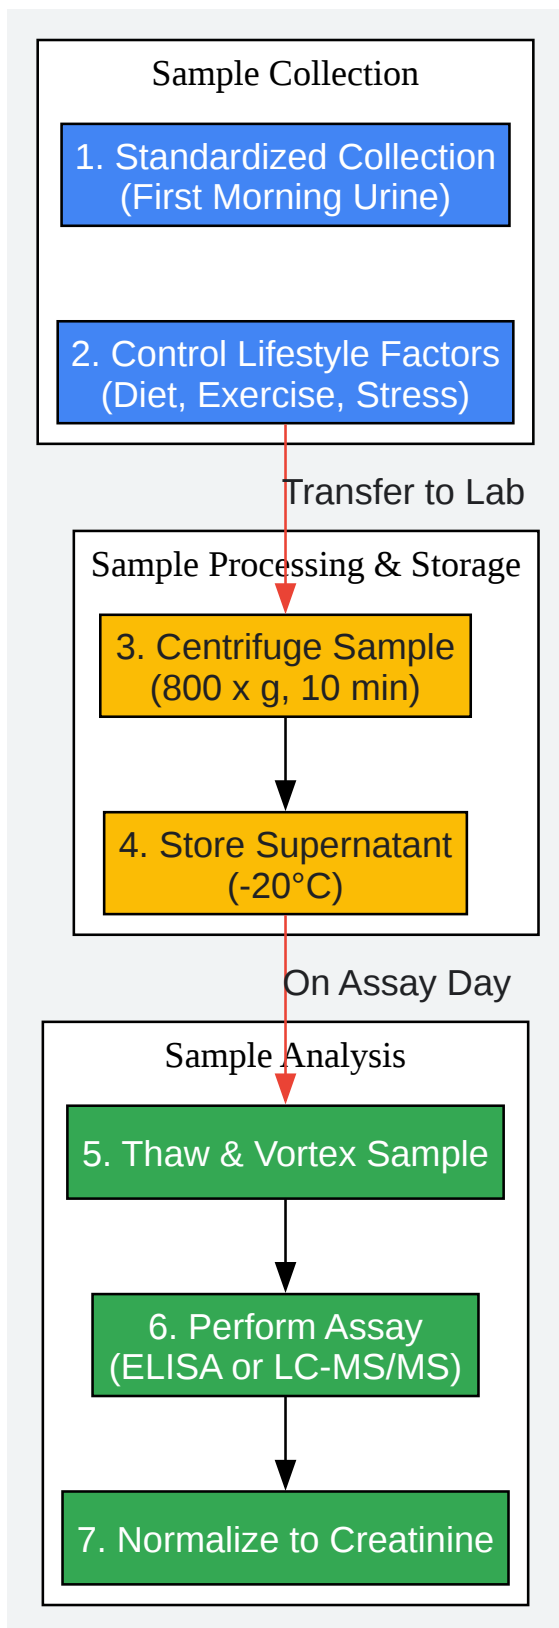 Sample Collection
1. Standardized Collection
(First Morning Urine)
2. Control Lifestyle Factors
(Diet, Exercise, Stress)
Transfer to Lab
Sample Processing & Storage
3. Centrifuge Sample
(800 x g, 10 min)
4. Store Supernatant
(-20°C)
On Assay Day
Sample Analysis
5. Thaw & Vortex Sample
6. Perform Assay
(ELISA or LC-MS/MS)
7. Normalize to Creatinine